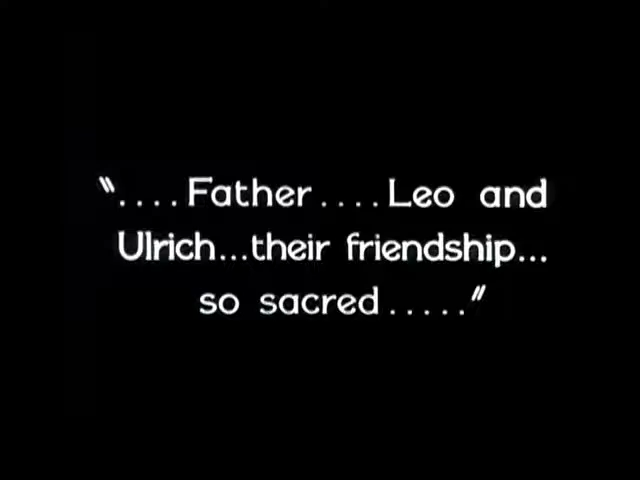 "....Father....Leo and
Ulrich...their friendship...
so sacred....."